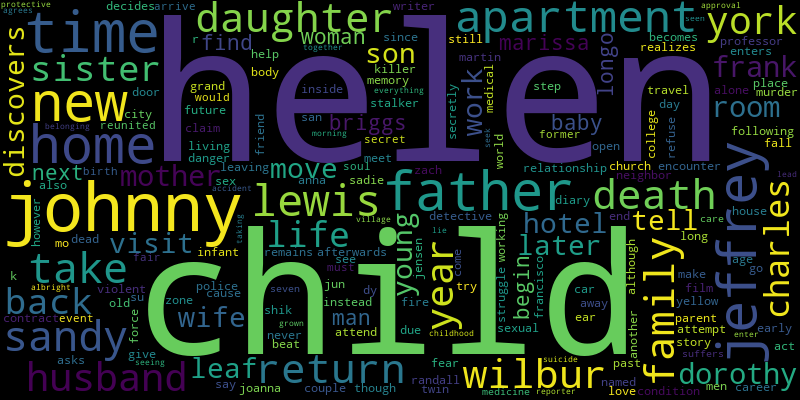 protective decides arrive daughter woman writer apartment seen approval york
agrees time r find help since still martin marissa becomes professor
discovers sister son realizes enters frank
helen
new door grand would body killer memory stalker inside work medical step longo travel alone place murder
city future reunited secretly day room
home belonging living danger claim san briggs secret morning together everything former baby open college refuse following fall
next birth mother leaving friend meet soul zach world seek relationship church encounter neighbor lead
also sex accident move anna sadie father diary death
johnny lewis village detective hotel end tell care house jeffrey charles
however mo dead visit taking life remains afterwards young lie later although long
k fair infant must see jensen working family age go
take violent zone police cause seven jun dy come year begin francisco car make film
child
albright old su instead fire try struggle away yellow parent early
back contract event force wife shik man due childhood sexual ear another attempt
sandy never grown attend story act
asks give beat fear suicide past suffers dorothy
husband seeing leaf return wilbur named enter
say joanna couple though randall twin medicine reporter love condition men career